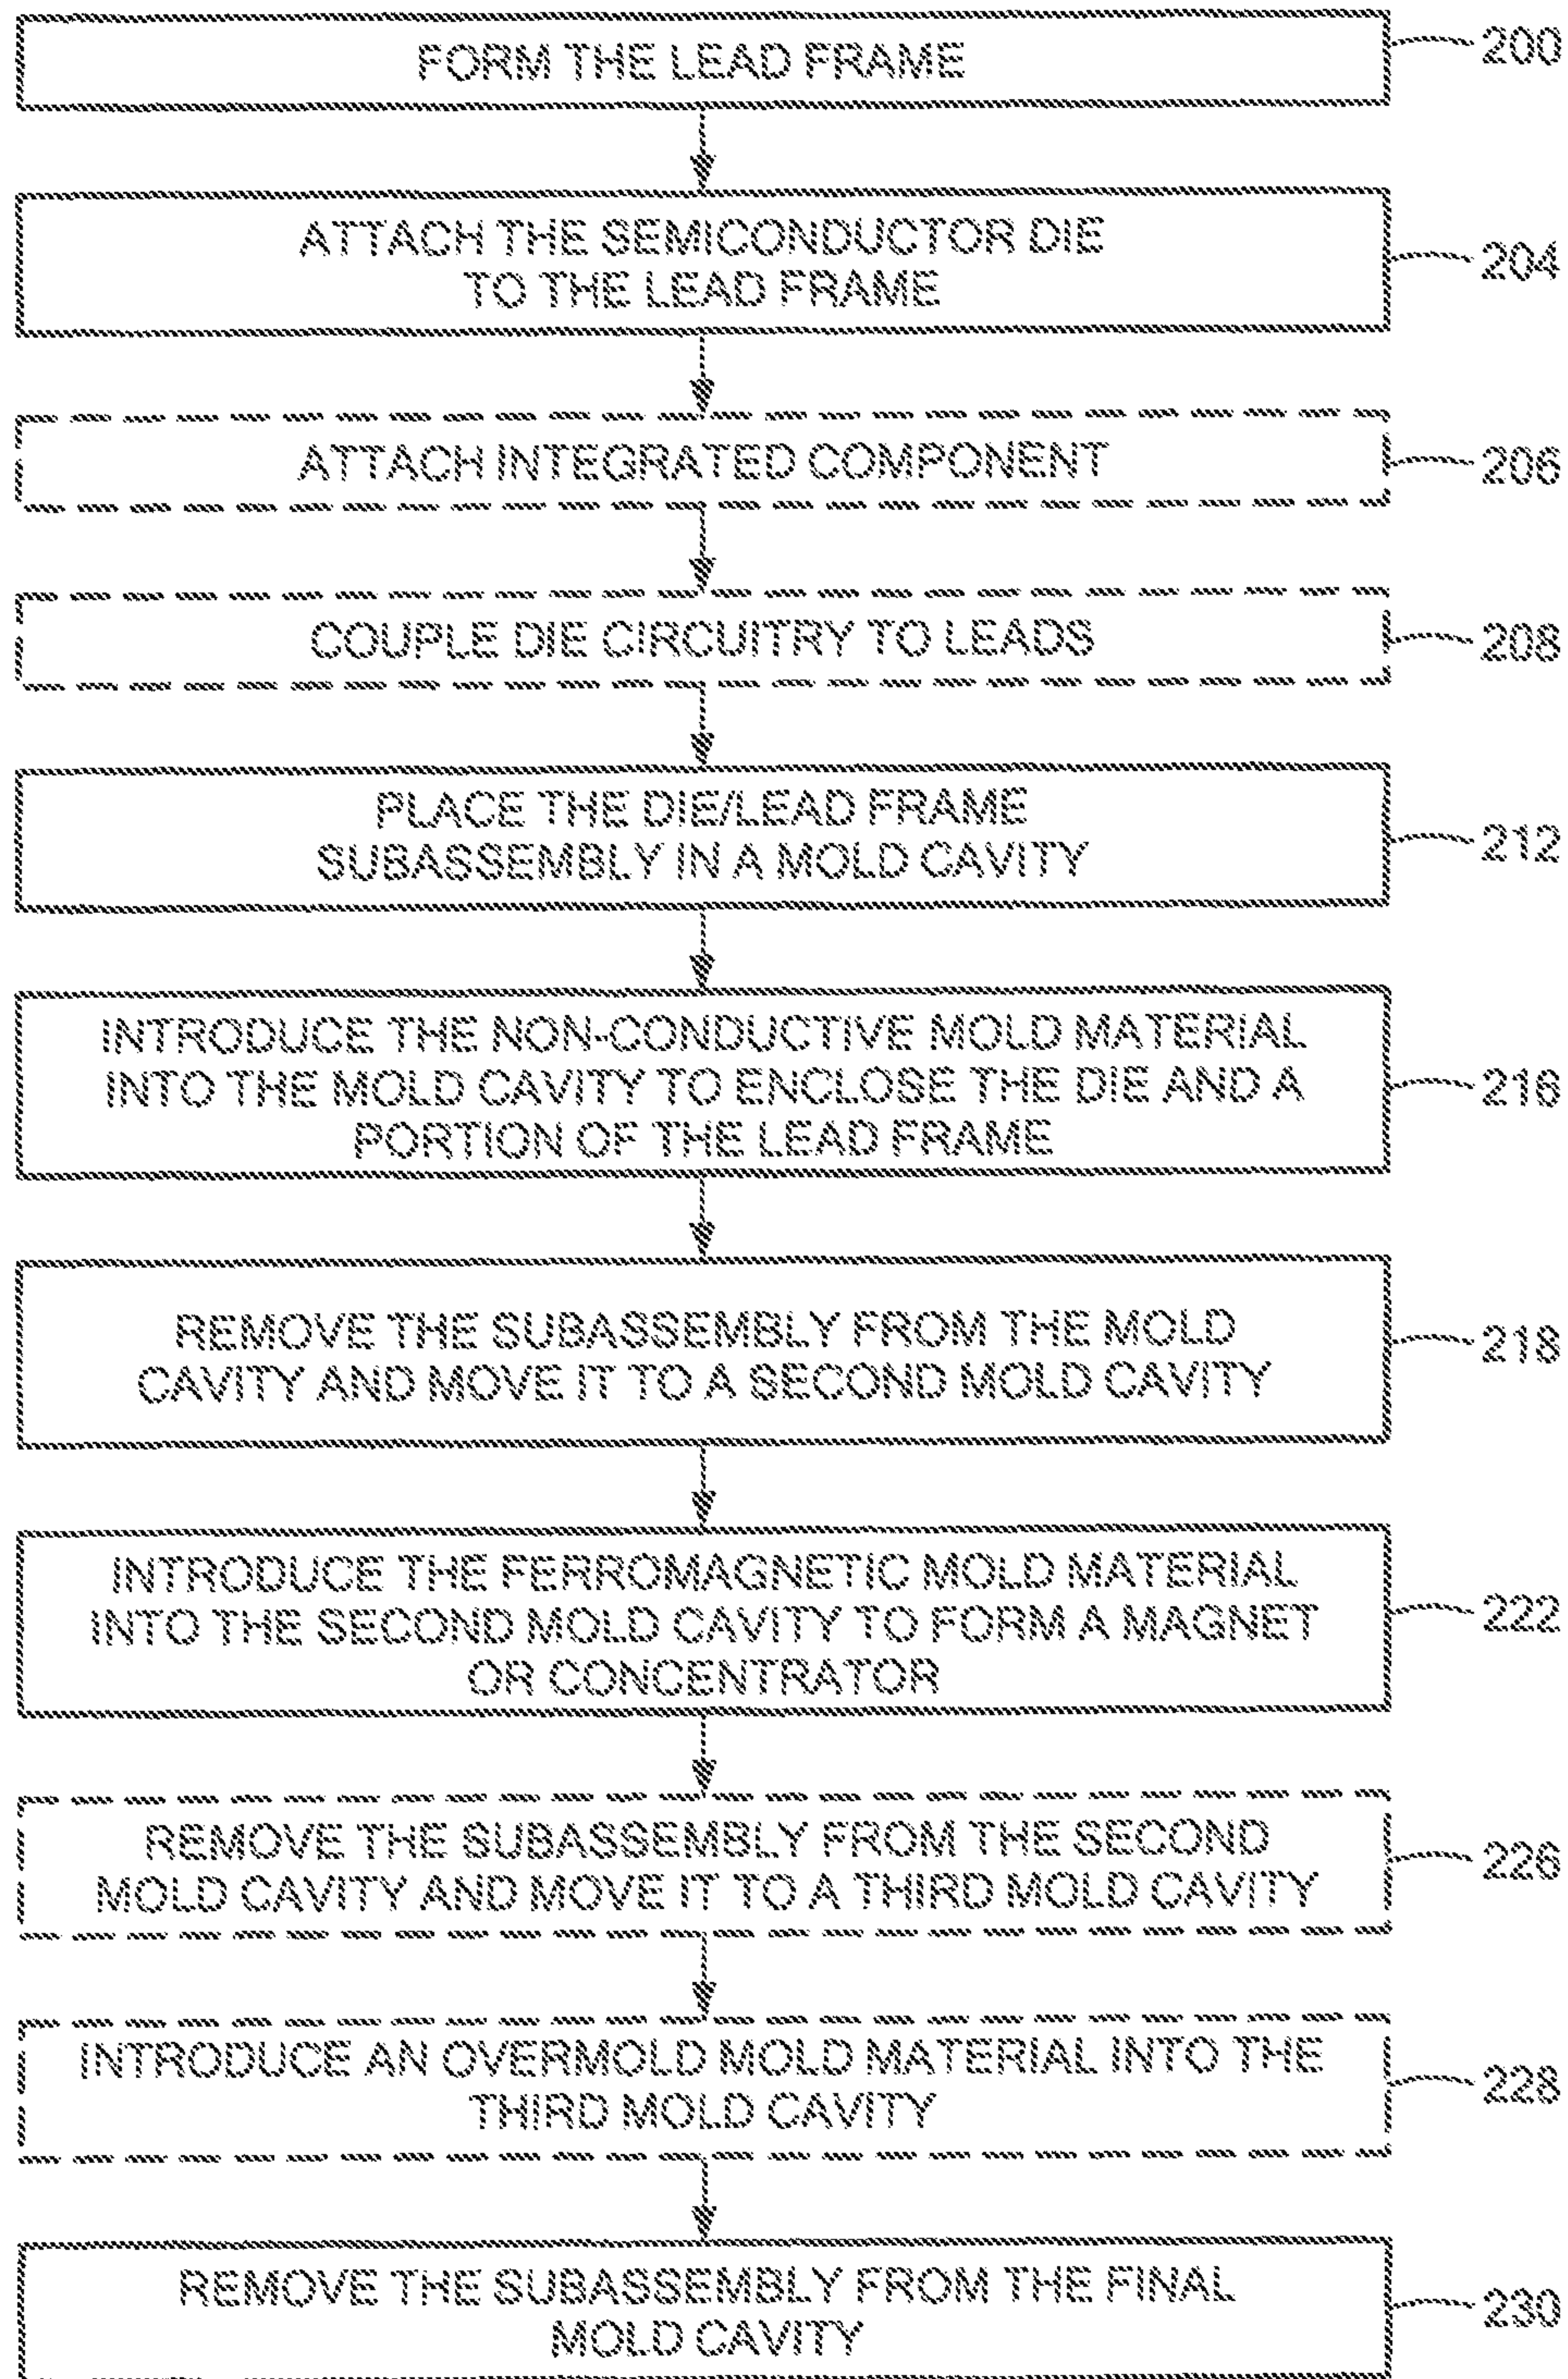 FORM THE LEAD FRAME
200
ATTACH THE SEMICONDUCTOR DIE
TO THE LEAD FRAME
204
ATTACH INTEGRATED COMPONENT
206
COUPLE DIE CIRCUITRY TO LEADS
208
PLACE THE DIE/LEAD FRAME
SUBASSEMBLY IN A MOLD CAVITY
212
INTRODUCE THE NON-CONDUCTIVE MOLD MATERIAL
INTO THE MOLD CAVITY TO ENCLOSE THE DIE AND A
PORTION OF THE LEAD FRAME
216
REMOVE THE SUBASSEMBLY FROM THE MOLD
CAVITY AND MOVE IT TO A SECOND MOLD CAVITY
218
INTRODUCE THE FERROMAGNETIC MOLD MATERIAL
INTO THE SECOND MOLD CAVITY TO FORM A MAGNET
OR CONCENTRATOR
222
REMOVE THE SUBASSEMBLY FROM THE SECOND
MOLD CAVITY AND MOVE IT TO A THIRD MOLD CAVITY
226
INTRODUCE AN OVERMOLD MOLD MATERIAL INTO THE
THIRD MOLD CAVITY
228
REMOVE THE SUBASSEMBLY FROM THE FINAL
MOLD CAVITY
230